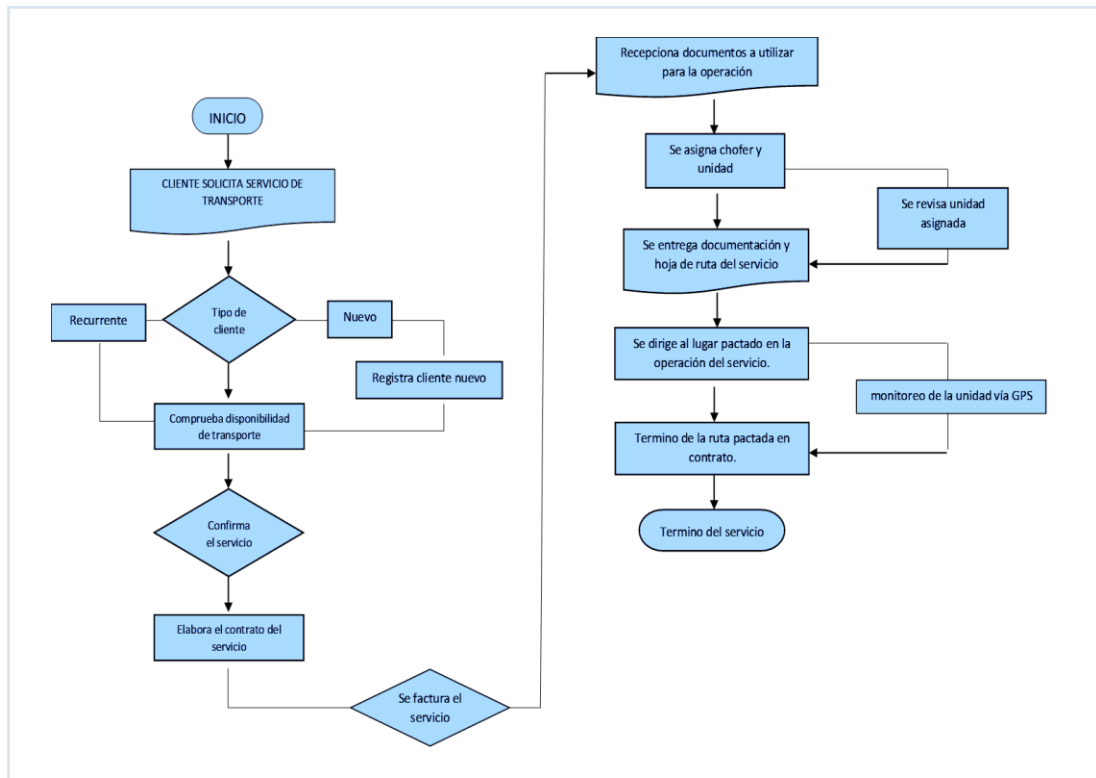 INICIO
CLIENTE SOLICITA SERVICIO DE
TRANSPORTE
Tipo de
cliente
Recurrente
Nuevo
Registra cliente nuevo
Comprueba disponibilidad
de transporte
Confirma
el servicio
Elabora el contrato del
servicio
Se factura el
servicio
Recepciona documentos a utilizar
para la operación
Se asigna chofer y
unidad
Se revisa unidad
asignada
Se entrega documentación y
hoja de ruta del servicio
Se dirige al lugar pactado en la
operación del servicio.
monitoreo de la unidad vía GPS
Termino de la ruta pactada en
contrato.
Termino del servicio